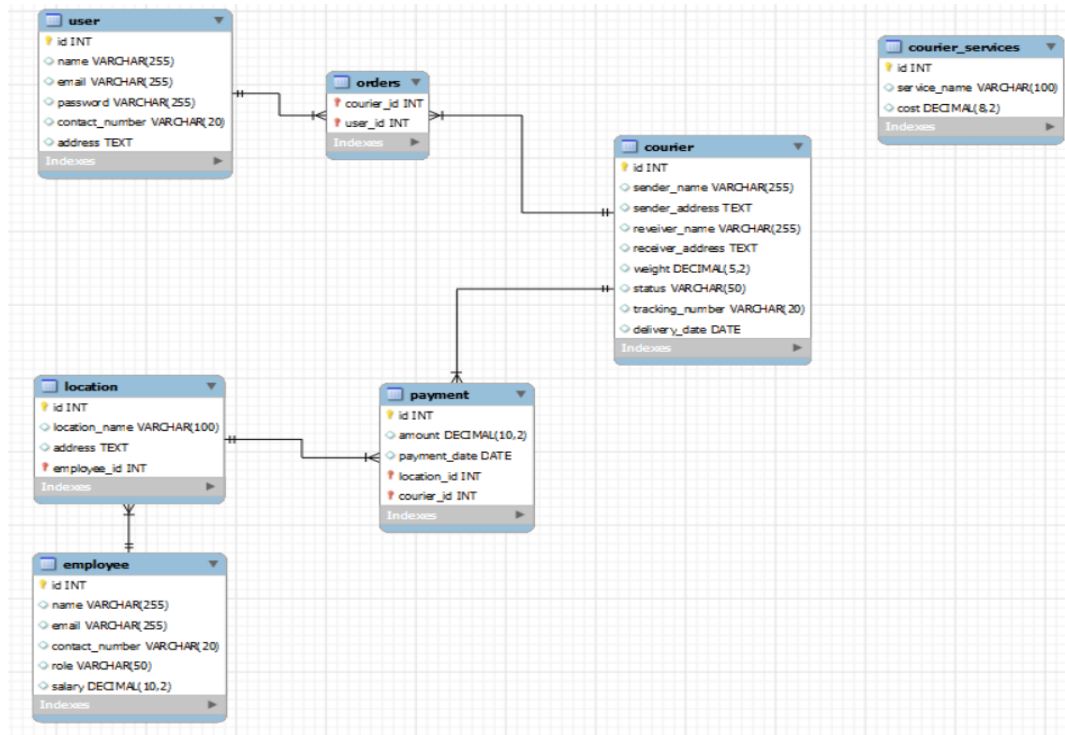 user
id INT
name VARCHAR(255)
email VARCHAR(255)
password VARCHAR(255)
contact_number VARCHAR(20)
address TEXT
Indexes
orders
courier_id INT
user_id INT
Indexes
courier_services
id INT
service_name VARCHAR(100)
cost DECIMAL(8,2)
Indexes
courier
id INT
sender_name VARCHAR(255)
sender_address TEXT
reveiver_name VARCHAR(255)
receiver_address TEXT
weight DECIMAL(5,2)
status VARCHAR(50)
tracking_number VARCHAR(20)
delivery_date DATE
Indexes
location
id INT
location_name VARCHAR(100)
address TEXT
employee_id INT
Indexes
payment
id INT
amount DECIMAL(10,2)
payment_date DATE
location_id INT
courier_id INT
Indexes
employee
id INT
name VARCHAR(255)
email VARCHAR(255)
contact_number VARCHAR(20)
role VARCHAR(50)
salary DECIMAL(10,2)
Indexes